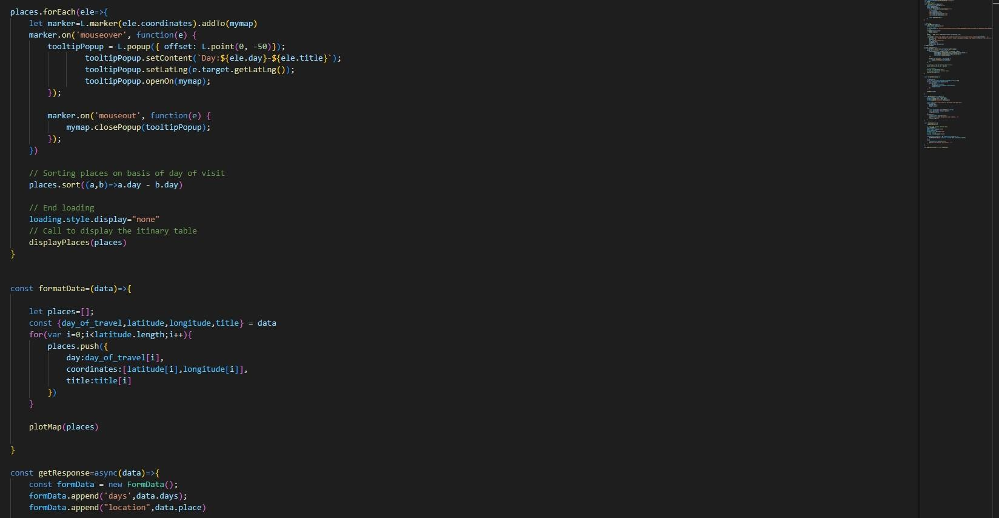 places.forEach(ele=>{
    let marker=L.marker(ele.coordinates).addTo(mymap)
    marker.on('mouseover', function(e) {
        tooltipPopup = L.popup({ offset: L.point(0, -50)});
                tooltipPopup.setContent(`Day:${ele.day}-${ele.title}`);
                tooltipPopup.setLatLng(e.target.getLatLng());
                tooltipPopup.openOn(mymap);
        });

        marker.on('mouseout', function(e) {
            mymap.closePopup(tooltipPopup);
        });
    })

    // Sorting places on basis of day of visit
    places.sort((a,b)=>a.day - b.day)

    // End loading
    loading.style.display="none"
    // Call to display the itinary table
    displayPlaces(places)
}


const formatData=(data)=>{

    let places=[];
    const {day_of_travel,latitude,longitude,title} = data
    for(var i=0;i<latitude.length;i++){
        places.push({
            day:day_of_travel[i],
            coordinates:[latitude[i],longitude[i]],
            title:title[i]
        })
    }

    plotMap(places)

}

const getResponse=async(data)=>{
    const formData = new FormData();
    formData.append('days',data.days);
    formData.append("location",data.place)